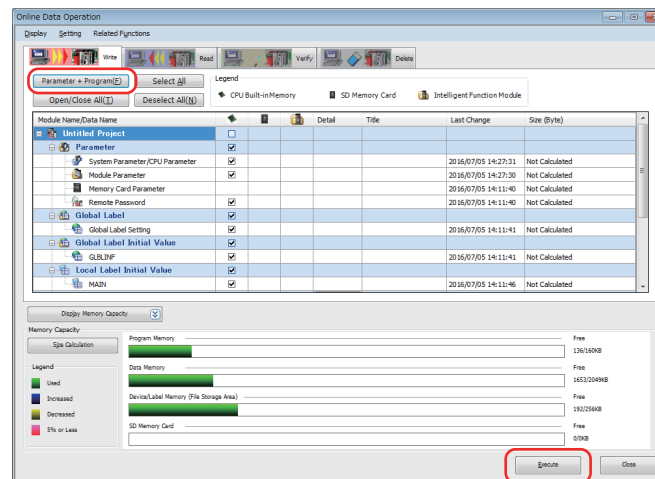 Online Data Operation
Display Setting Related Functions
Write Read Verify Delete
Parameter + Program(F) Select All
Open/Close All(T) Deselect All(N)
Legend
CPU Built-in Memory SD Memory Card Intelligent Function Module
Module Name/Data Name Detail Title Last Change Size (Byte)
Untitled Project
Parameter
System Parameter/CPU Parameter 2016/07/05 14:27:31 Not Calculated
Module Parameter 2016/07/05 14:27:30 Not Calculated
Memory Card Parameter 2016/07/05 14:11:40 Not Calculated
Remote Password 2016/07/05 14:11:40 Not Calculated
Global Label
Global Label Setting 2016/07/05 14:11:41 Not Calculated
Global Label Initial Value
GLBLINF 2016/07/05 14:11:41 Not Calculated
Local Label Initial Value
MAIN 2016/07/05 14:11:46 Not Calculated
Display Memory Capacity
Memory Capacity
Size Calculation
Legend
Used
Increased
Decreased
5% or Less
Program Memory Free
136/160KB
Data Memory Free
1653/2049KB
Device/Label Memory (File Storage Area) Free
192/256KB
SD Memory Card Free
0/0KB
Execute Close